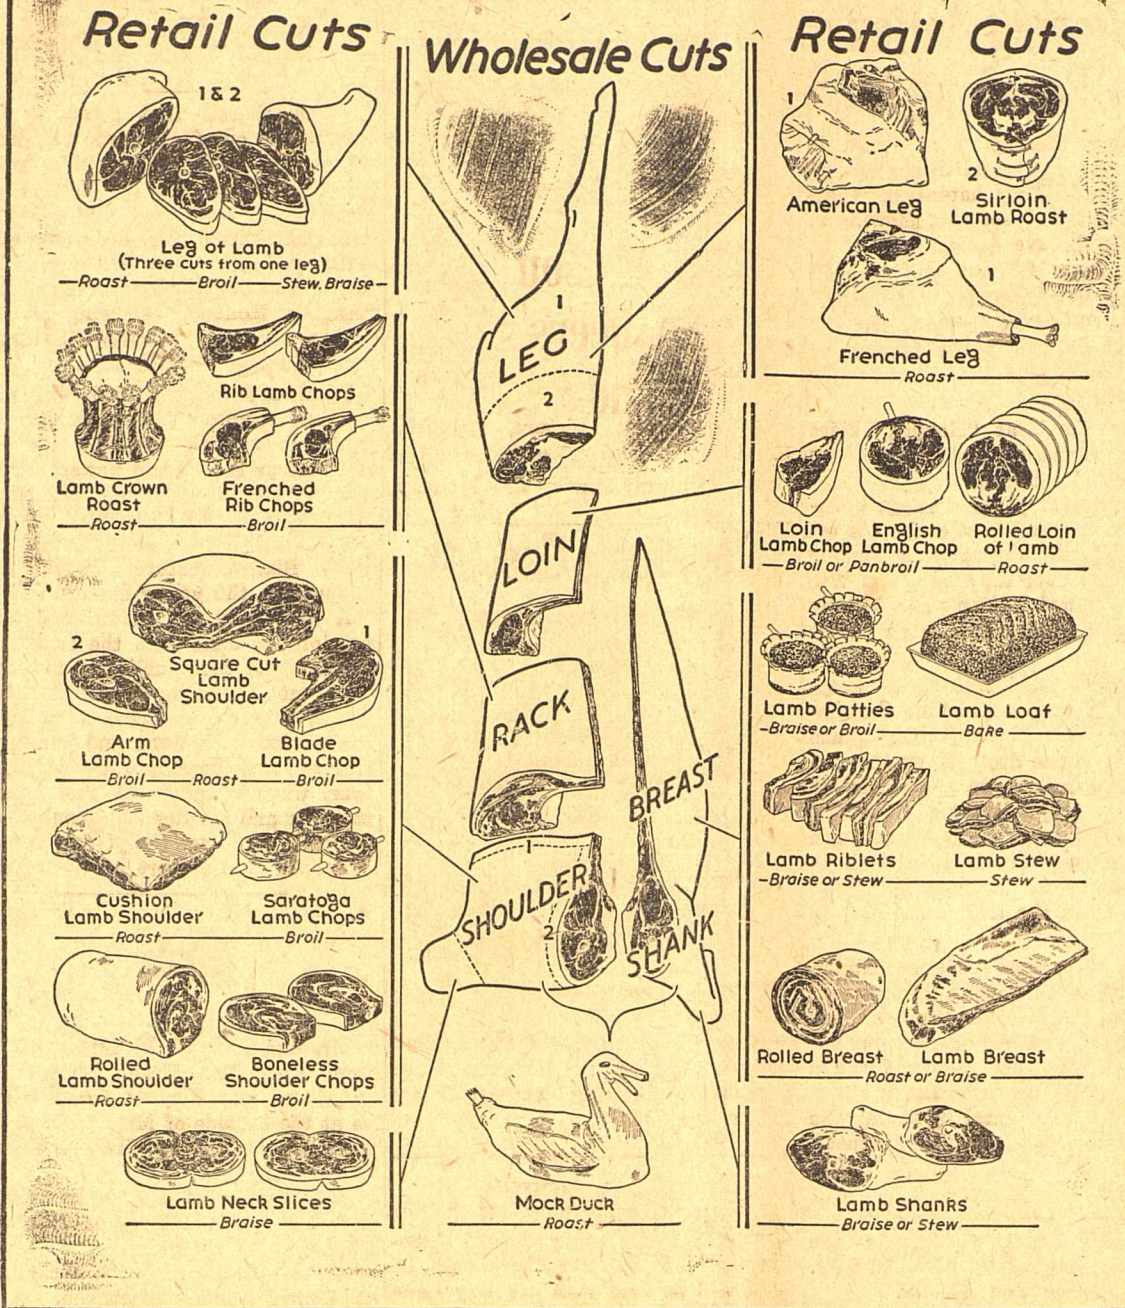 Retail Cuts
1 & 2
Leg of Lamb
(Three cuts from one leg)
Roast Broil Stew, Braise
Rib Lamb Chops
Lamb Crown
Roast
Frenched
Rib Chops
Roast Broil
2
1
Square Cut
Lamb
Shoulder
Arm
Lamb Chop
Blade
Lamb Chop
Broil Roast Broil
Cushion
Lamb Shoulder
Saratoga
Lamb Chops
Roast Broil
Rolled
Lamb Shoulder
Boneless
Shoulder Chops
Roast Broil
Lamb Neck Slices
Braise
Wholesale Cuts
1
LEG
2
LOIN
RACK
BREAST
1
SHOULDER
2
SHANK
Mock Duck
Roast
Retail Cuts
1
2
American Leg
Sirloin
Lamb Roast
1
Frenched Leg
Roast
Loin
Lamb Chop
English
Lamb Chop
Rolled Loin
of Lamb
Broil or Panbroil Roast
Lamb Patties
Lamb Loaf
Braise or Broil Bake
Lamb Riblets
Lamb Stew
Braise or Stew Stew
Rolled Breast
Lamb Breast
Roast or Braise
Lamb Shanks
Braise or Stew